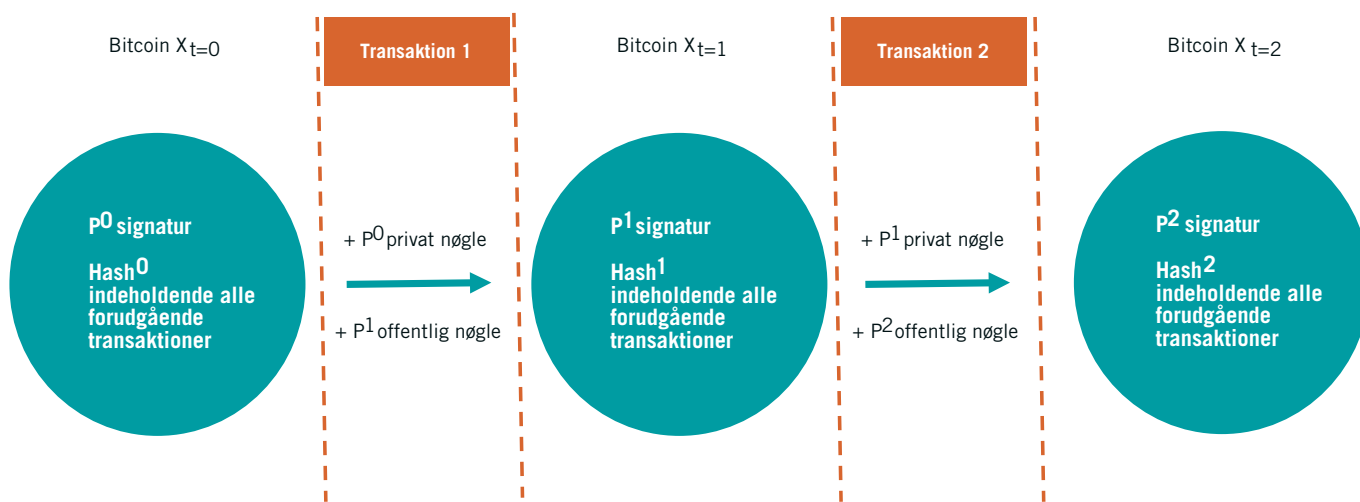 Bitcoin X t=0
Transaktion 1
Bitcoin X t=1
Transaktion 2
Bitcoin X t=2
P0 signatur
Hash0
indeholdende alle
forudgående
transaktioner
+ P0 privat nøgle
+ P1 offentlig nøgle
P1 signatur
Hash1
indeholdende alle
forudgående
transaktioner
+ P1 privat nøgle
+ P2 offentlig nøgle
P2 signatur
Hash2
indeholdende alle
forudgående
transaktioner